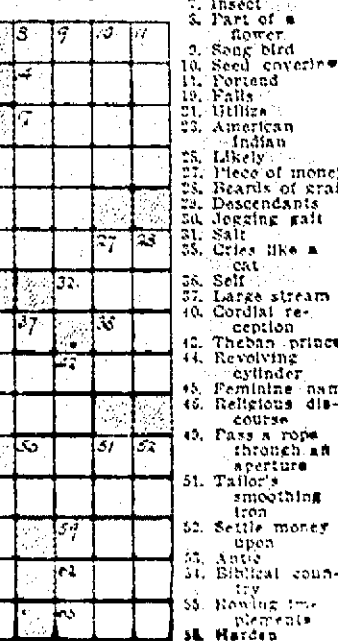 8 9 10 11
7. Insect
8. Part of a
flower
9. Song bird
10. Seed covering
11. Portend
19. Falls
21. Utilize
23. American
Indian
25. Likely
27. Piece of money
28. Beards of grai
29. Descendants
30. Jogging gait
31. Salt
27 28
32
35. Cries like a
cat
36. Self
37. Large stream
37 38
40. Cordial re-
ception
42. Theban prince
44. Revolving
cylinder
45. Feminine nam
46. Religious dis-
course
49. Pass a rope
through an
aperture
50 51 52
51. Tailor's
smoothing
iron
52. Settle money
upon
53. Antic
54. Biblical coun-
try
55. Rowing im-
plements
58. Harden
59